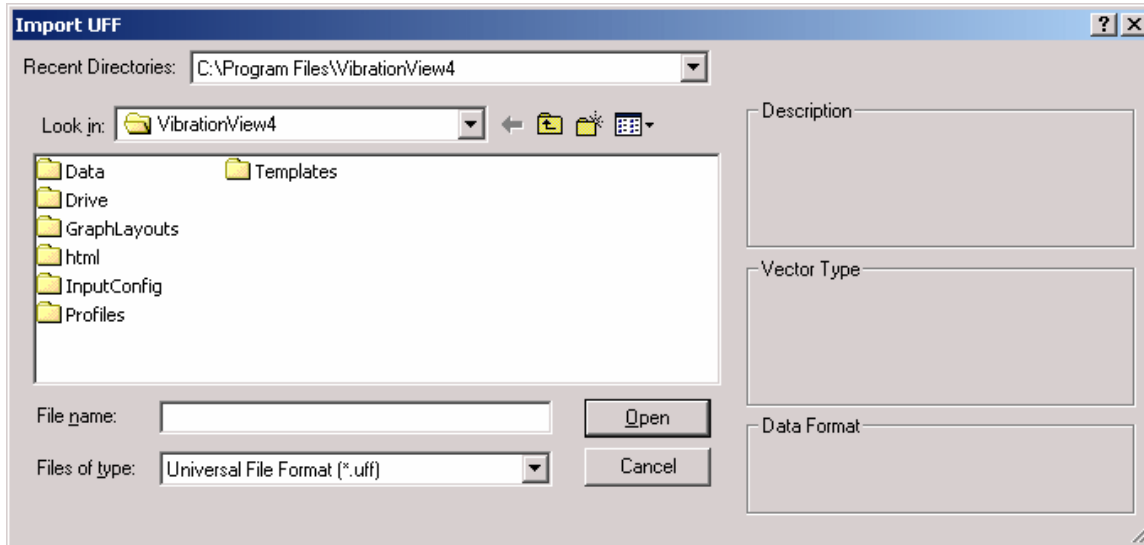 Import UFF
Recent Directories: C:\Program Files\VibrationView4
Look in: VibrationView4
Data Templates
Drive
GraphLayouts
html
InputConfig
Profiles
File name: Open
Files of type: Universal File Format (*.uff) Cancel
Description
Vector Type
Data Format